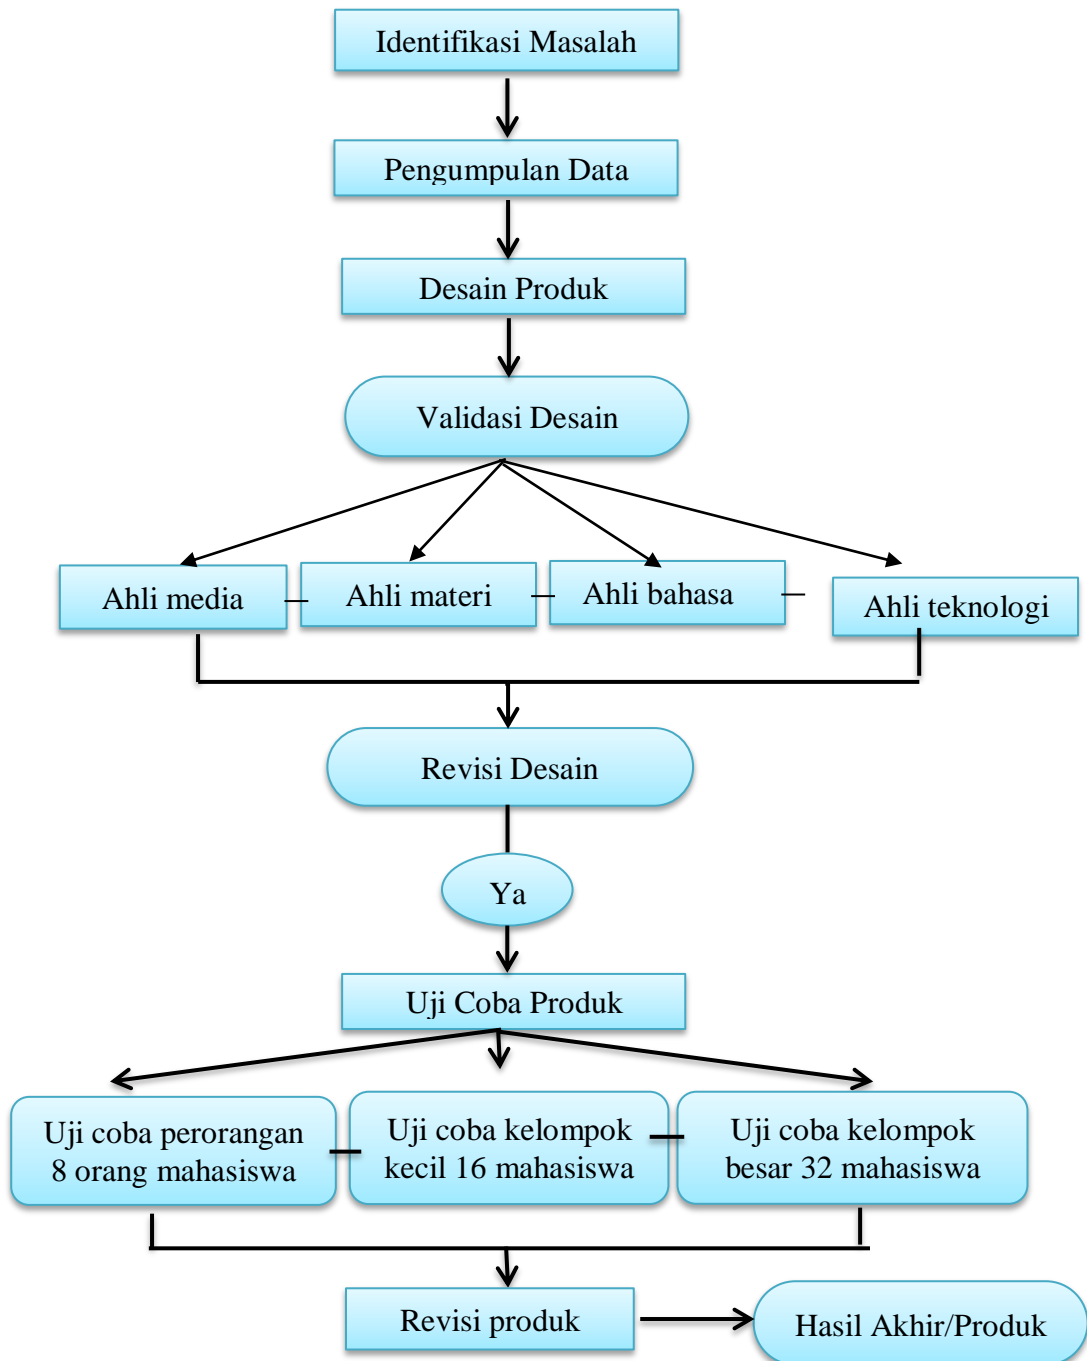 Identifikasi Masalah
Pengumpulan Data
Desain Produk
Validasi Desain
Ahli media
Ahli materi
Ahli bahasa
Ahli teknologi
Revisi Desain
Ya
Uji Coba Produk
Uji coba perorangan
8 orang mahasiswa
Uji coba kelompok
kecil 16 mahasiswa
Uji coba kelompok
besar 32 mahasiswa
Revisi produk
Hasil Akhir/Produk